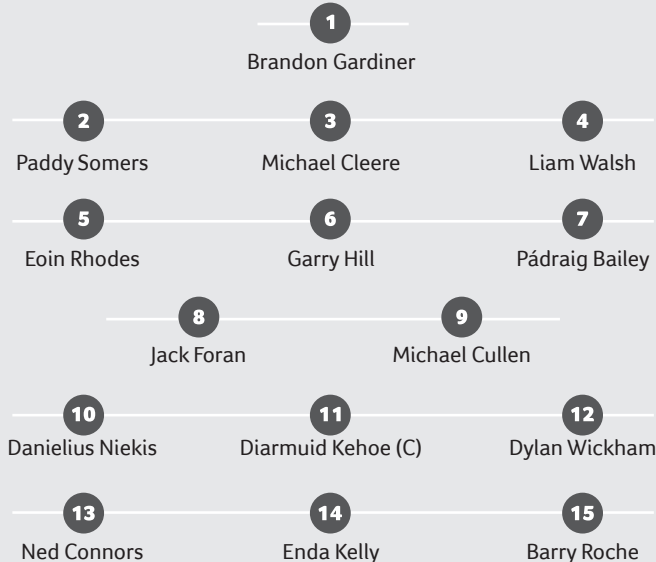 1
Brandon Gardiner
2 3 4
Paddy Somers Michael Cleere Liam Walsh
5 6 7
Eoin Rhodes Garry Hill Pádraig Bailey
8 9
Jack Foran Michael Cullen
10 11 12
Danielius Niekis Diarmuid Kehoe (C) Dylan Wickham
13 14 15
Ned Connors Enda Kelly Barry Roche